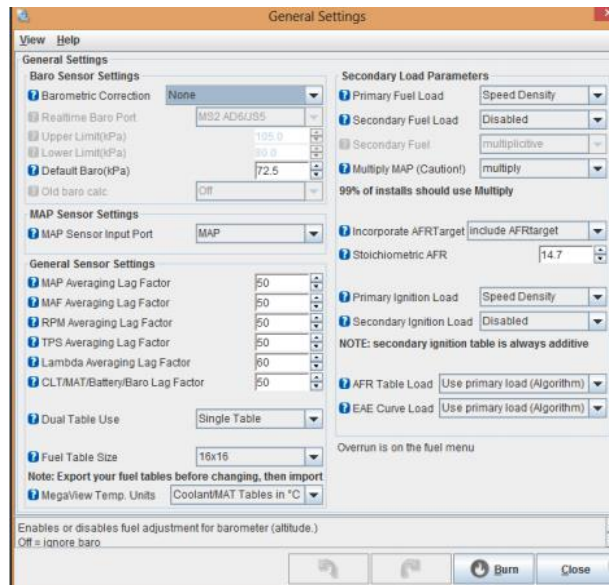 General Settings
View Help
General Settings
Baro Sensor Settings
Barometric Correction None
Realtime Baro Port MS2 AD6/JS5
Upper Limit(kPa) 105.0
Lower Limit(kPa)
Default Baro(kPa) 72.5
Old baro calc Off
MAP Sensor Settings
MAP Sensor Input Port MAP
General Sensor Settings
MAP Averaging Lag Factor 50
MAF Averaging Lag Factor 50
RPM Averaging Lag Factor 50
TPS Averaging Lag Factor 50
Lambda Averaging Lag Factor 60
CLT/MAT/Battery/Baro Lag Factor 50
Dual Table Use Single Table
Fuel Table Size 16x16
Note: Export your fuel tables before changing, then import
MegaView Temp. Units Coolant/MAT Tables in °C
Secondary Load Parameters
Primary Fuel Load Speed Density
Secondary Fuel Load Disabled
Secondary Fuel multiplicitive
Multiply MAP (Caution!) multiply
99% of installs should use Multiply
Incorporate AFRTarget include AFRtarget
Stoichiometric AFR 14.7
Primary Ignition Load Speed Density
Secondary Ignition Load Disabled
NOTE: secondary ignition table is always additive
AFR Table Load Use primary load (Algorithm)
EAE Curve Load Use primary load (Algorithm)
Overrun is on the fuel menu
Enables or disables fuel adjustment for barometer (altitude.)
Off = ignore baro
Burn Close